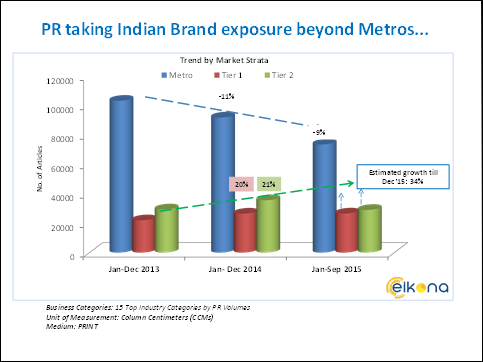 PR taking Indian Brand exposure beyond Metros...
Trend by Market Strata
Metro Tier 1 Tier 2
No. of Articles
120000
100000
80000
60000
40000
20000
0
-11%
-9%
20% 21%
Estimated growth till
Dec '15: 34%
Jan-Dec 2013 Jan- Dec 2014 Jan-Sep 2015
eikona
Business Categories: 15 Top Industry Categories by PR Volumes
Unit of Measurement: Column Centimeters (CCMs)
Medium: PRINT